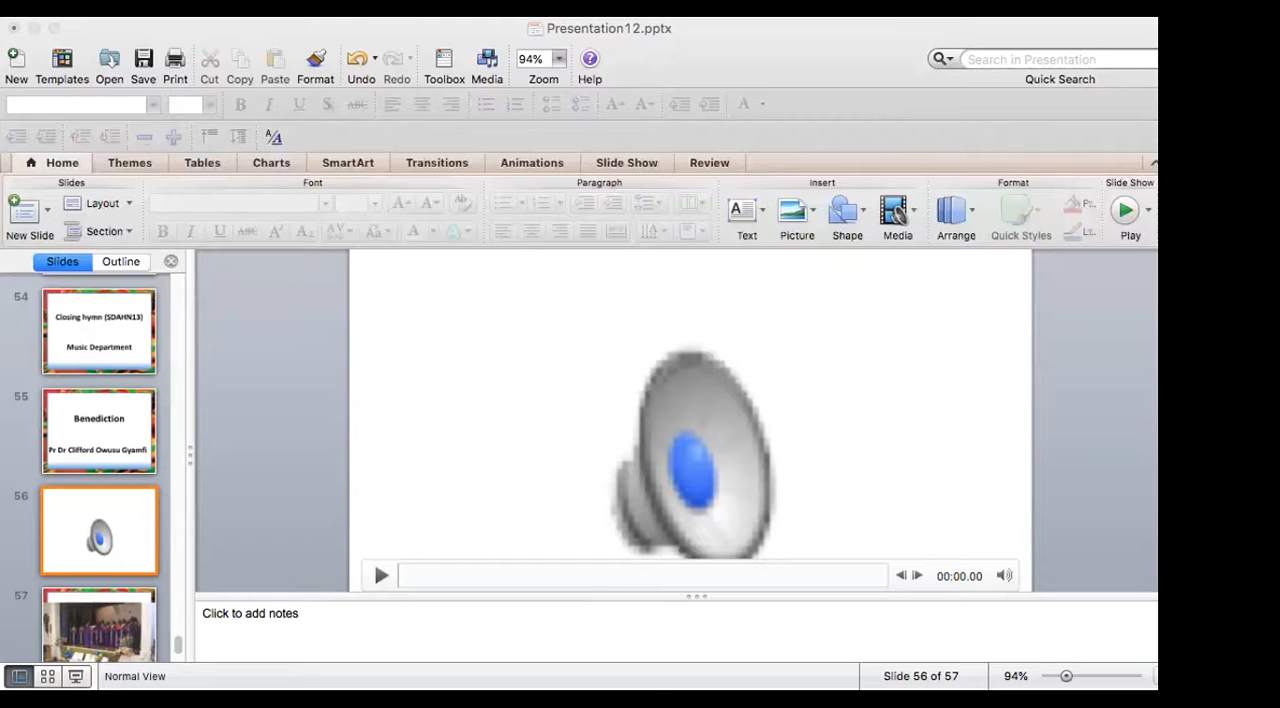 Presentation12.pptx
New Templates Open Save Print Cut Copy Paste Format Undo Redo Toolbox Media 94% Zoom Help Search in Presentation
Quick Search
Home Themes Tables Charts SmartArt Transitions Animations Slide Show Review
Slides Font Paragraph Insert Format Slide Show
New Slide Layout Section Text Picture Shape Media Arrange Quick Styles Play
Slides Outline
54
Closing hymn (SDAHN13)
Music Department
55
Benediction
Pr Dr Clifford Owusu Gyamfi
56
57
00:00.00
Click to add notes
Normal View Slide 56 of 57 94%